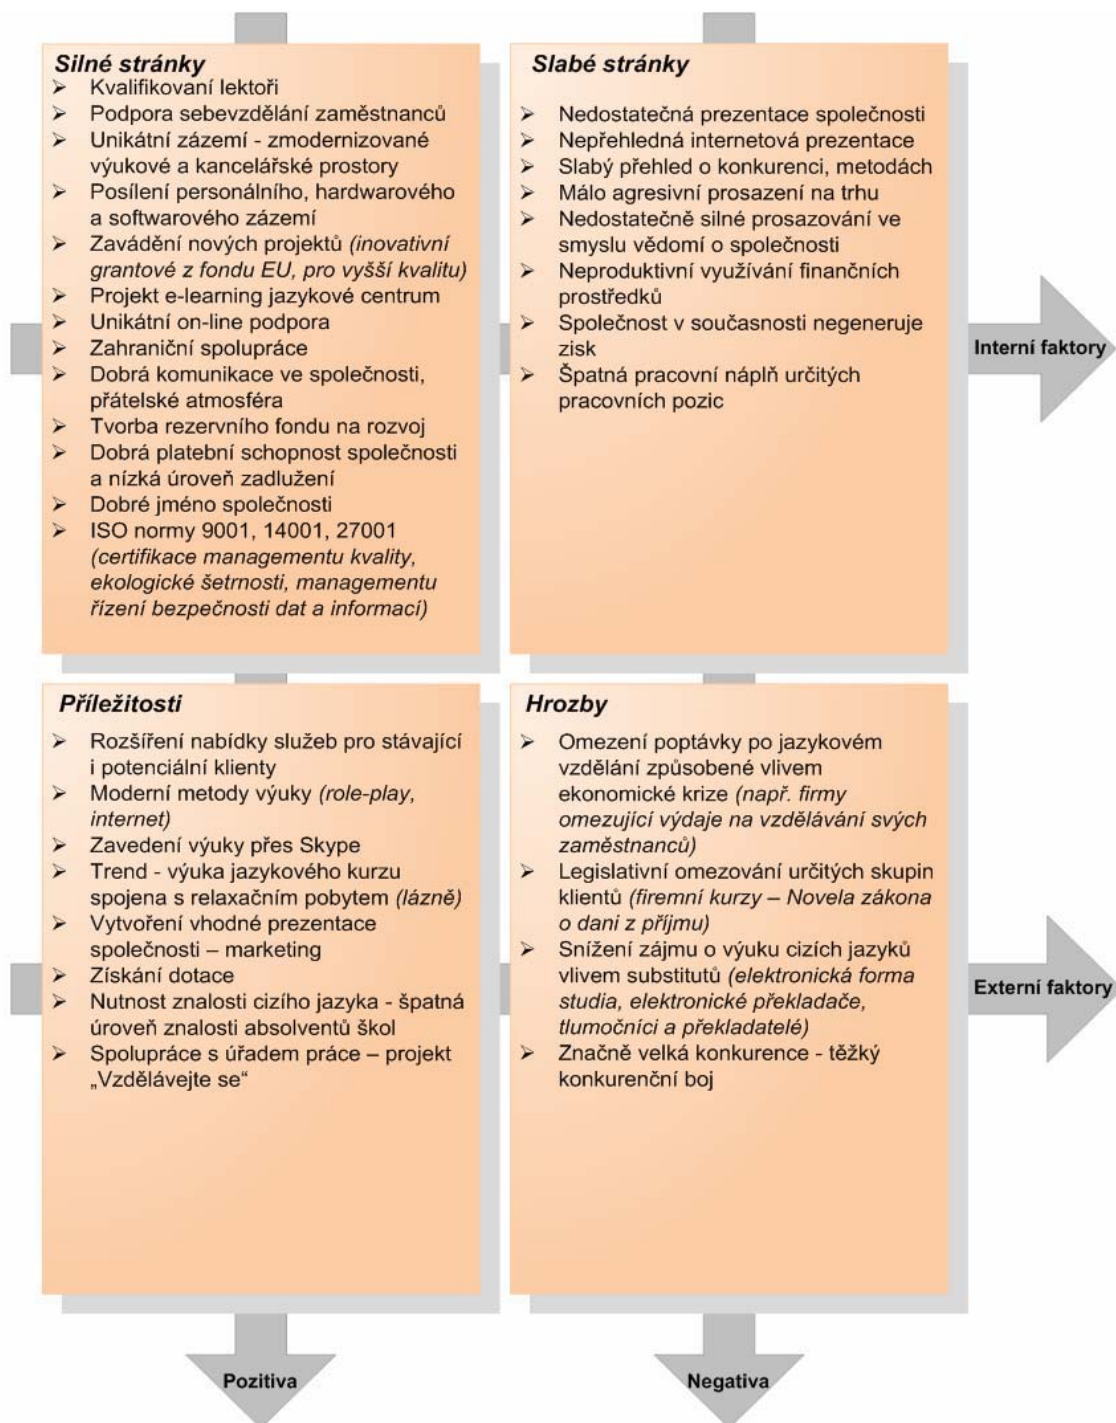 Silné stránky
➢ Kvalifikovaní lektoři
➢ Podpora sebevzdělání zaměstnanců
➢ Unikátní zázemí - zmodernizované
výukové a kancelářské prostory
➢ Posílení personálního, hardwarového
a softwarového zázemí
➢ Zavádění nových projektů (inovativní
grantové z fondu EU, pro vyšší kvalitu)
➢ Projekt e-learning jazykové centrum
➢ Unikátní on-line podpora
➢ Zahraniční spolupráce
➢ Dobrá komunikace ve společnosti,
přátelské atmosféra
➢ Tvorba rezervního fondu na rozvoj
➢ Dobrá platební schopnost společnosti
a nízká úroveň zadlužení
➢ Dobré jméno společnosti
➢ ISO normy 9001, 14001, 27001
(certifikace managementu kvality,
ekologické šetrnosti, managementu
řízení bezpečnosti dat a informací)
Slabé stránky
➢ Nedostatečná prezentace společnosti
➢ Nepřehledná internetová prezentace
➢ Slabý přehled o konkurenci, metodách
➢ Málo agresivní prosazení na trhu
➢ Nedostatečně silné prosazování ve
smyslu vědomí o společnosti
➢ Neproduktivní využívání finančních
prostředků
➢ Společnost v současnosti negeneruje
zisk
➢ Špatná pracovní náplň určitých
pracovních pozic
Interní faktory
Příležitosti
➢ Rozšíření nabídky služeb pro stávající
i potenciální klienty
➢ Moderní metody výuky (role-play,
internet)
➢ Zavedení výuky přes Skype
➢ Trend - výuka jazykového kurzu
spojena s relaxačním pobytem (lázně)
➢ Vytvoření vhodné prezentace
společnosti – marketing
➢ Získání dotace
➢ Nutnost znalosti cizího jazyka - špatná
úroveň znalosti absolventů škol
➢ Spolupráce s úřadem práce – projekt
„Vzdělávejte se“
Hrozby
➢ Omezení poptávky po jazykovém
vzdělání způsobené vlivem
ekonomické krize (např. firmy
omezující výdaje na vzdělávání svých
zaměstnanců)
➢ Legislativní omezování určitých skupin
klientů (firemní kurzy – Novela zákona
o dani z příjmu)
➢ Snížení zájmu o výuku cizích jazyků
vlivem substitutů (elektronická forma
studia, elektronické překladače,
tlumočníci a překladatelé)
➢ Značně velká konkurence - těžký
konkurenční boj
Externí faktory
Pozitiva
Negativa